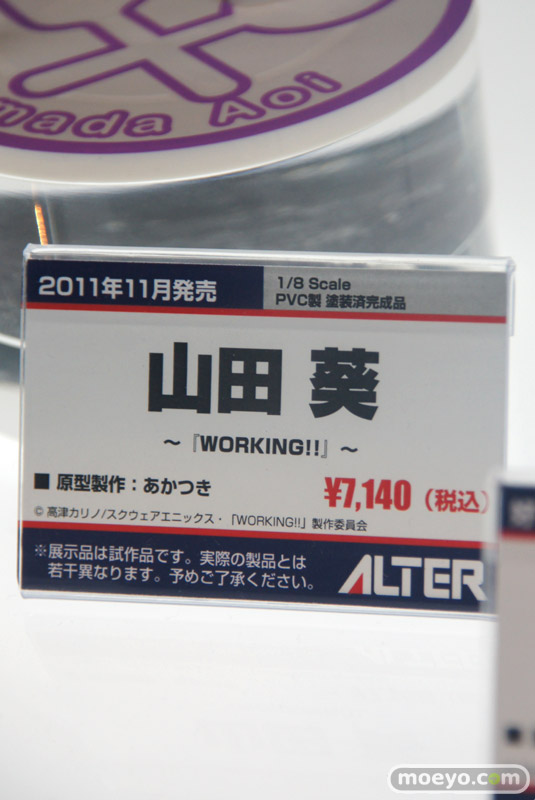 mada Aoi
2011年11月発売
1/8 Scale
PVC製 塗装済完成品
山田 葵
～『WORKING!!』～
■ 原型製作：あかつき
¥7,140（税込）
© 高津カリノ/スクウェアエニックス・「WORKING!!」製作委員会
※展示品は試作品です。実際の製品とは
若干異なります。予めご了承ください。
ALTER
moeyo.com